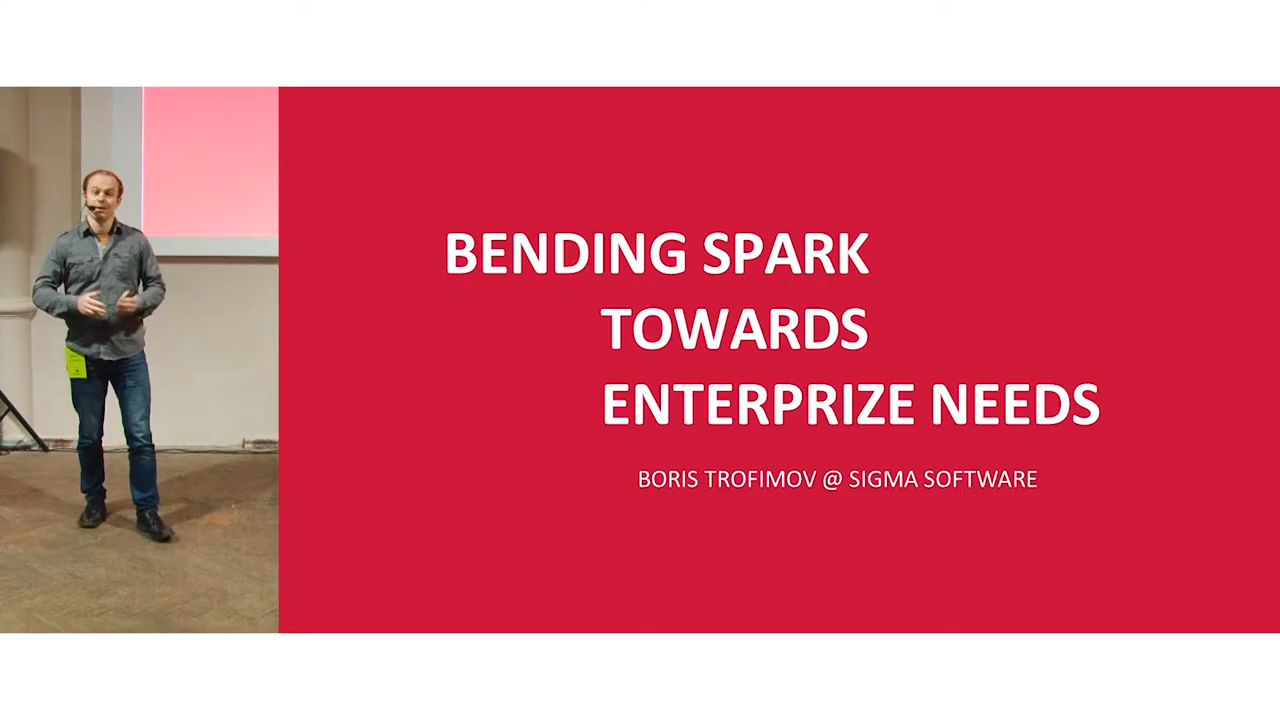 BENDING SPARK
TOWARDS
ENTERPRIZE NEEDS
BORIS TROFIMOV @ SIGMA SOFTWARE